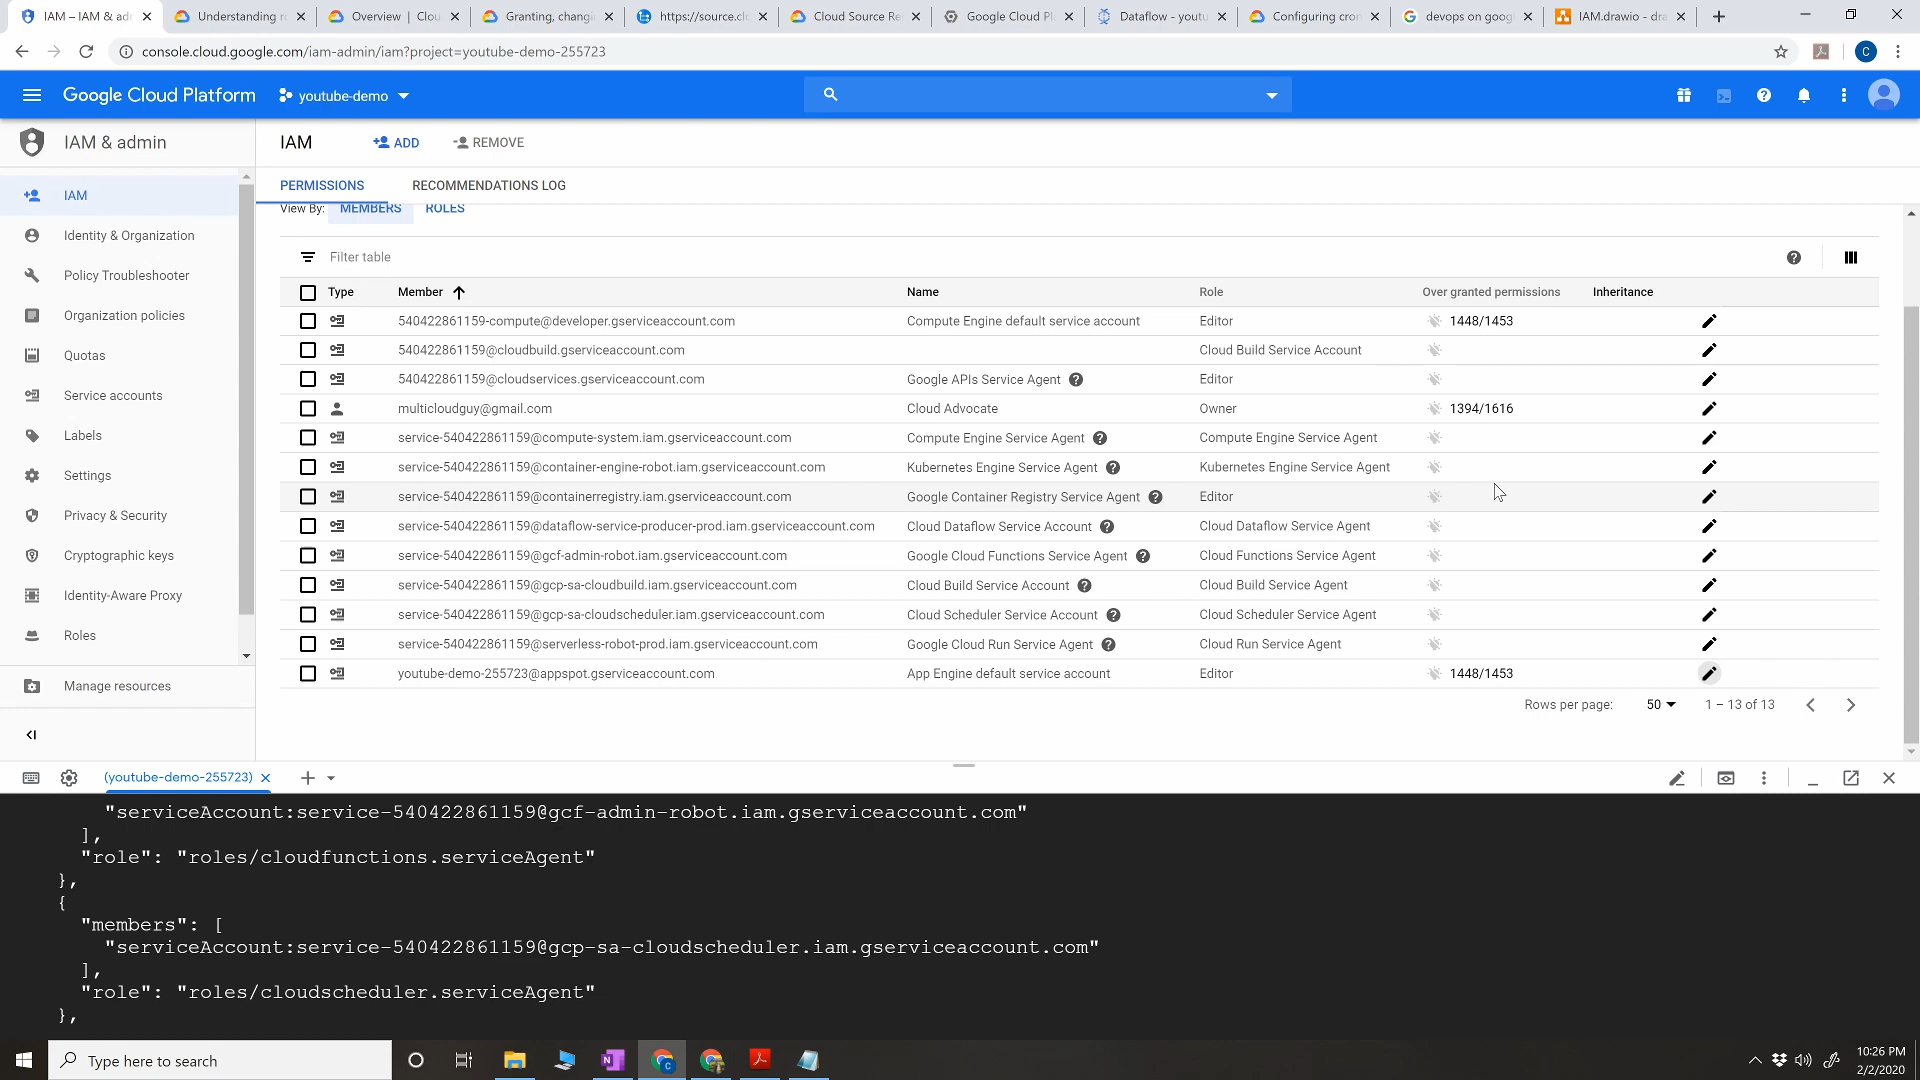 IAM – IAM & adr
Understanding r
Overview | Clou
Granting, changi
https://source.cl
Cloud Source Re
Google Cloud Pl
Dataflow - youtu
Configuring cron
devops on goog
IAM.drawio - dra
console.cloud.google.com/iam-admin/iam?project=youtube-demo-255723
C
Google Cloud Platform
youtube-demo
IAM & admin
IAM
ADD
REMOVE
PERMISSIONS
RECOMMENDATIONS LOG
View By:
MEMBERS
ROLES
IAM
Identity & Organization
Policy Troubleshooter
Organization policies
Quotas
Service accounts
Labels
Settings
Privacy & Security
Cryptographic keys
Identity-Aware Proxy
Roles
Manage resources
Filter table
Type Member Name Role Over granted permissions Inheritance
540422861159-compute@developer.gserviceaccount.com Compute Engine default service account Editor 1448/1453
540422861159@cloudbuild.gserviceaccount.com Cloud Build Service Account
540422861159@cloudservices.gserviceaccount.com Google APIs Service Agent Editor
multicloudguy@gmail.com Cloud Advocate Owner 1394/1616
service-540422861159@compute-system.iam.gserviceaccount.com Compute Engine Service Agent Compute Engine Service Agent
service-540422861159@container-engine-robot.iam.gserviceaccount.com Kubernetes Engine Service Agent Kubernetes Engine Service Agent
service-540422861159@containerregistry.iam.gserviceaccount.com Google Container Registry Service Agent Editor
service-540422861159@dataflow-service-producer-prod.iam.gserviceaccount.com Cloud Dataflow Service Account Cloud Dataflow Service Agent
service-540422861159@gcf-admin-robot.iam.gserviceaccount.com Google Cloud Functions Service Agent Cloud Functions Service Agent
service-540422861159@gcp-sa-cloudbuild.iam.gserviceaccount.com Cloud Build Service Account Cloud Build Service Agent
service-540422861159@gcp-sa-cloudscheduler.iam.gserviceaccount.com Cloud Scheduler Service Account Cloud Scheduler Service Agent
service-540422861159@serverless-robot-prod.iam.gserviceaccount.com Google Cloud Run Service Agent Cloud Run Service Agent
youtube-demo-255723@appspot.gserviceaccount.com App Engine default service account Editor 1448/1453
Rows per page: 50 1 – 13 of 13
(youtube-demo-255723)
"serviceAccount:service-540422861159@gcf-admin-robot.iam.gserviceaccount.com"
],
"role": "roles/cloudfunctions.serviceAgent"
},
{
"members": [
"serviceAccount:service-540422861159@gcp-sa-cloudscheduler.iam.gserviceaccount.com"
],
"role": "roles/cloudscheduler.serviceAgent"
},
Type here to search
10:26 PM
2/2/2020